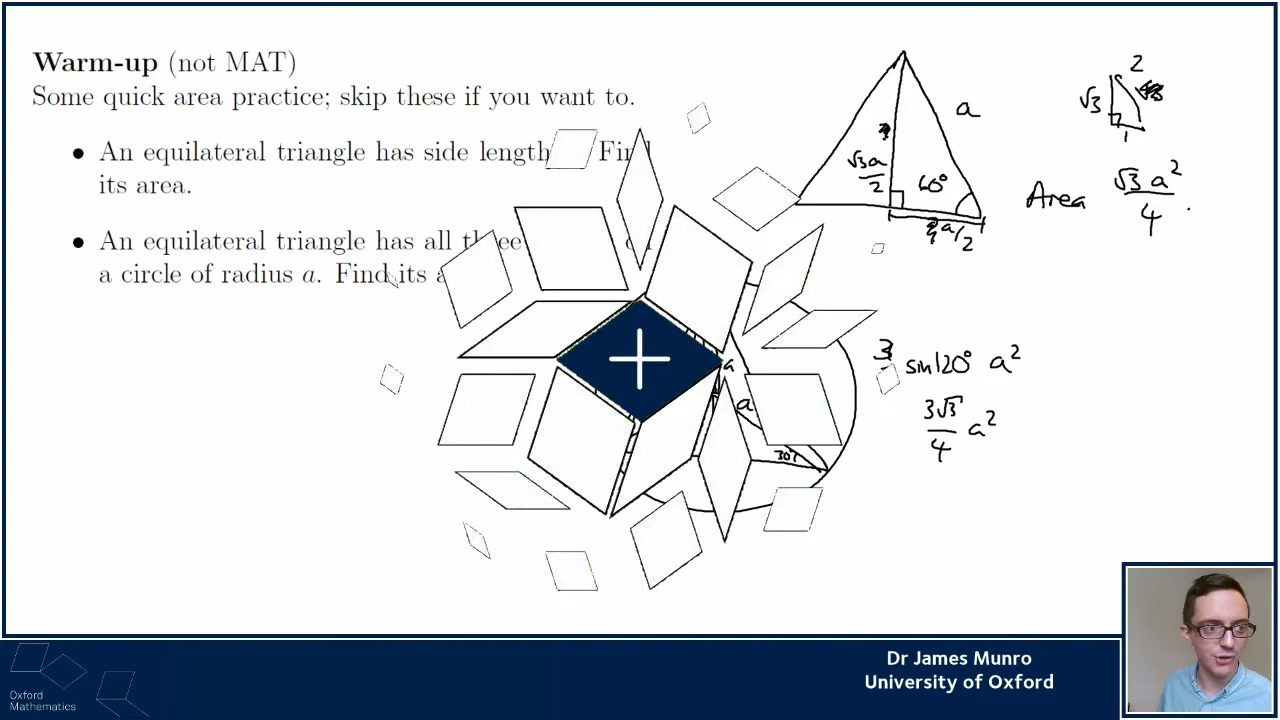 Warm-up (not MAT)
Some quick area practice; skip these if you want to.
• An equilateral triangle has side length
its area.
• An equilateral triangle has all
a circle of radius a. Find its
a
√3a
2
60°
a/2
2
√3
1
Area √3 a²
4
sin120° a²
3√3 a²
4
a
a
30°
Oxford
Mathematics
Dr James Munro
University of Oxford